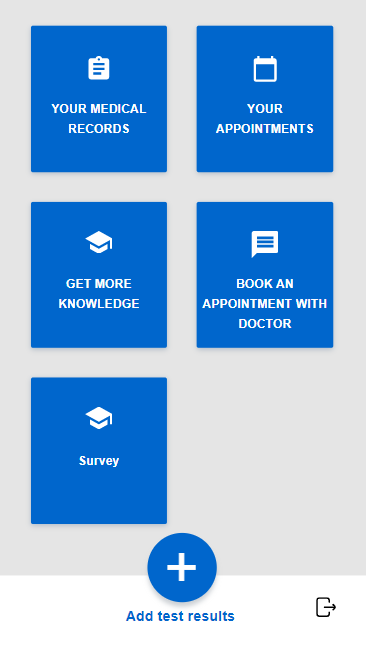 YOUR MEDICAL
RECORDS
YOUR
APPOINTMENTS
GET MORE
KNOWLEDGE
BOOK AN
APPOINTMENT WITH
DOCTOR
Survey
Add test results